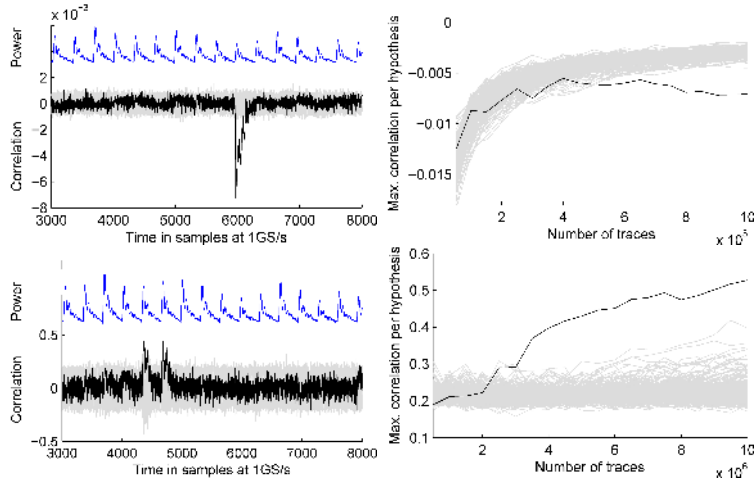 × 10⁻³
Power
2
0
−2
−4
−6
−8
Correlation
3000 4000 5000 6000 7000 8000
Time in samples at 1GS/s
0
−0.005
−0.01
−0.015
Max. correlation per hypothesis
2 4 6 8 10
Number of traces
x 10⁵
Power
0.5
0
−0.5
Correlation
3000 4000 5000 6000 7000 8000
Time in samples at 1GS/s
0.6
0.5
0.4
0.3
0.2
0.1
Max. correlation per hypothesis
2 4 6 8 10
Number of traces
x 10⁶